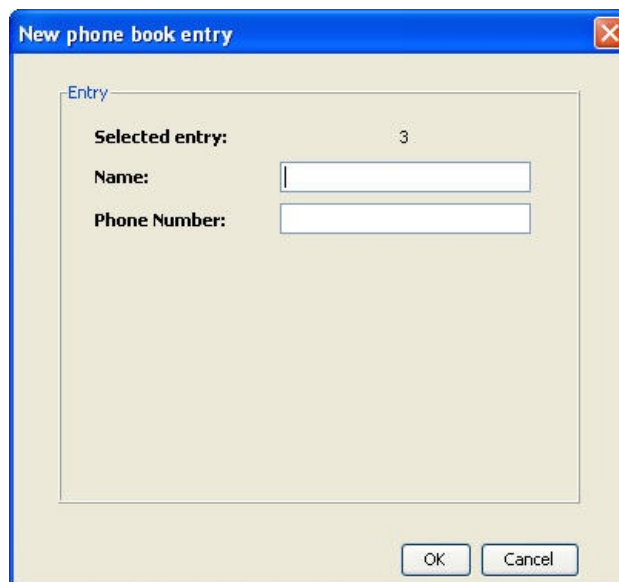 New phone book entry
Entry
Selected entry: 3
Name:
Phone Number:
OK Cancel